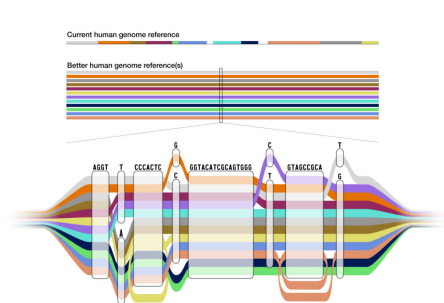 Current human genome reference
Better human genome reference(s)
G C T
AGGT T CCCACTC GGTACATCGCAGTGGG GTAGCCGCA
C T G
A